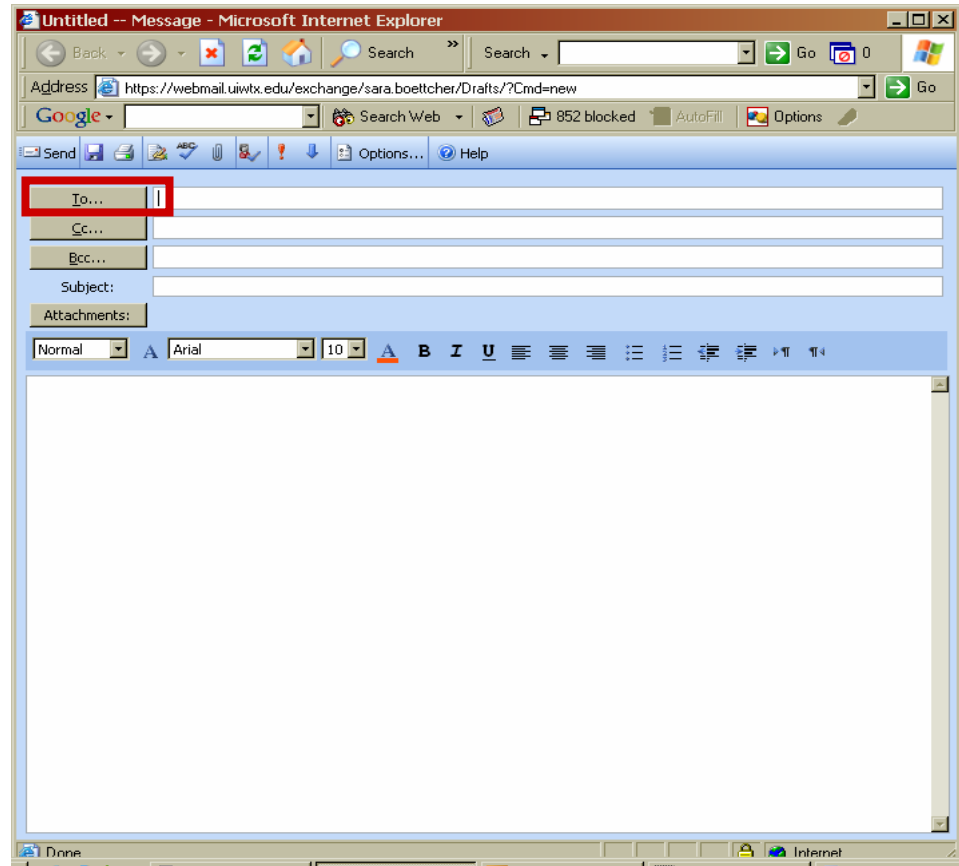 Untitled -- Message - Microsoft Internet Explorer
Back Search » Search Go 0
Address https://webmail.uiwtx.edu/exchange/sara.boettcher/Drafts/?Cmd=new Go
Google Search Web 852 blocked AutoFill Options
Send ABC Options... Help
To...
Cc...
Bcc...
Subject:
Attachments:
Normal A Arial 10 A B I U
Done Internet